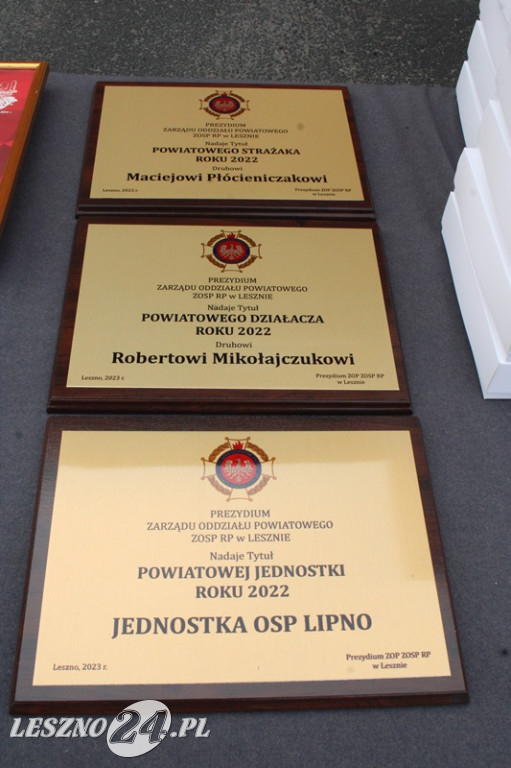 PREZYDIUM
ZARZĄDU ODDZIAŁU POWIATOWEGO
ZOSP RP w LESZNIE
Nadaje Tytuł
POWIATOWEGO STRAŻAKA
ROKU 2022
Druhowi
Maciejowi Płócieniczakowi
Leszno, 2023 r.
Prezydium ZOP ZOSP RP
w Lesznie
PREZYDIUM
ZARZĄDU ODDZIAŁU POWIATOWEGO
ZOSP RP w LESZNIE
Nadaje Tytuł
POWIATOWEGO DZIAŁACZA
ROKU 2022
Druhowi
Robertowi Mikołajczukowi
Leszno, 2023 r.
Prezydium ZOP ZOSP RP
w Lesznie
PREZYDIUM
ZARZĄDU ODDZIAŁU POWIATOWEGO
ZOSP RP w LESZNIE
Nadaje Tytuł
POWIATOWEJ JEDNOSTKI
ROKU 2022
JEDNOSTKA OSP LIPNO
Leszno, 2023 r.
Prezydium ZOP ZOSP RP
w Lesznie
LESZNO24.PL